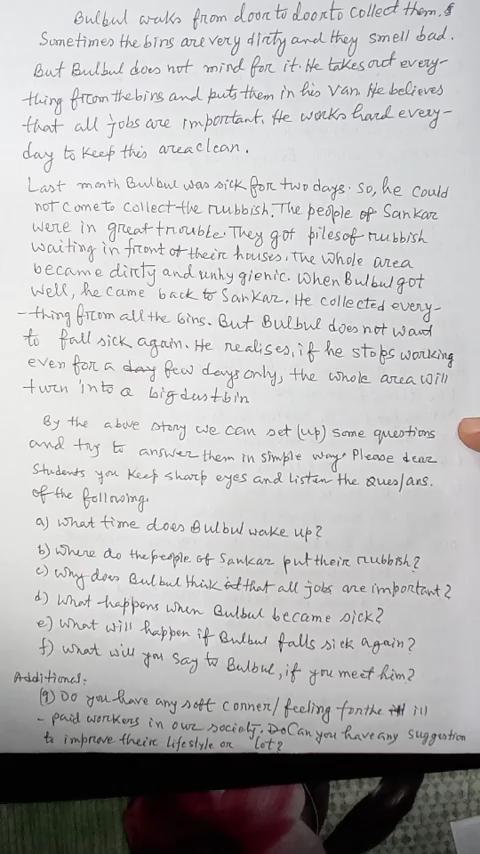 Bulbul walks from door to door to collect them.
Sometimes the bins are very dirty and they smell bad.
But Bulbul does not mind for it. He takes out every-
thing from the bins and puts them in his van. He believes
that all jobs are important. He works hard every-
day to keep this area clean.
Last month Bulbul was sick for two days. So, he could
not come to collect the rubbish. The people of Sankar
were in great trouble. They got piles of rubbish
waiting in front of their houses. The whole area
became dirty and unhygienic. When Bulbul got
well, he came back to Sankar. He collected every-
-thing from all the bins. But Bulbul does not want
to fall sick again. He realises, if he stops working
even for a day few days only, the whole area will
turn into a big dustbin
By the above story we can set (up) some questions
and try to answer them in simple way. Please dear
students you keep sharp eyes and listen the ques/ans.
of the following.
a) What time does Bulbul wake up?
b) Where do the people of Sankar put their rubbish?
c) Why does Bulbul think that all jobs are important?
d) What happens when Bulbul became sick?
e) What will happen if Bulbul falls sick again?
f) What will you say to Bulbul, if you meet him?
Additional:
(g) Do you have any soft corner/feeling for the ill
- paid workers in our society. Do Can you have any suggestion
to improve their lifestyle or lot?